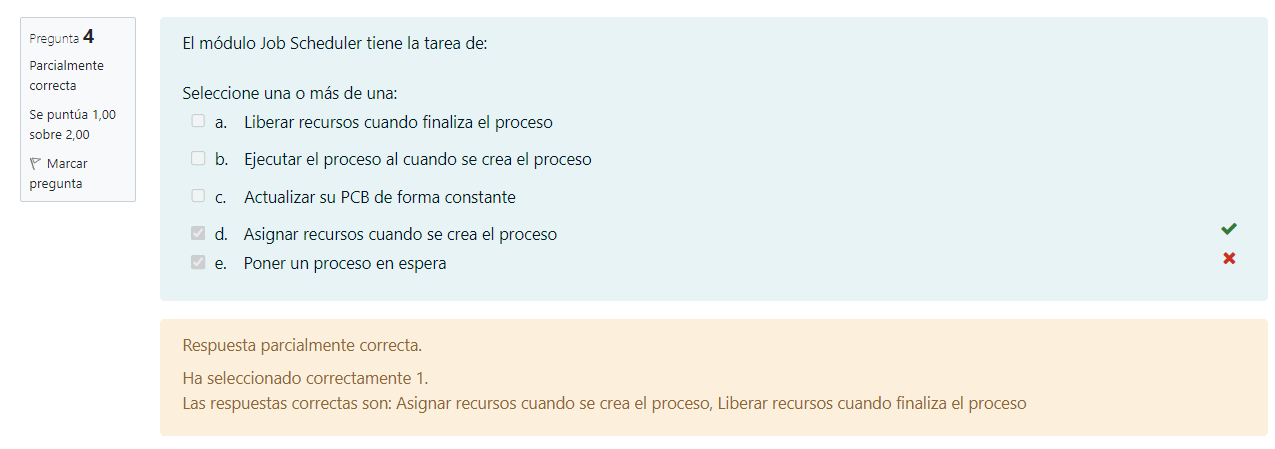 Pregunta 4
Parcialmente
correcta
Se puntúa 1,00
sobre 2,00
Marcar
pregunta
El módulo Job Scheduler tiene la tarea de:
Seleccione una o más de una:
a. Liberar recursos cuando finaliza el proceso
b. Ejecutar el proceso al cuando se crea el proceso
c. Actualizar su PCB de forma constante
d. Asignar recursos cuando se crea el proceso
e. Poner un proceso en espera
Respuesta parcialmente correcta.
Ha seleccionado correctamente 1.
Las respuestas correctas son: Asignar recursos cuando se crea el proceso, Liberar recursos cuando finaliza el proceso